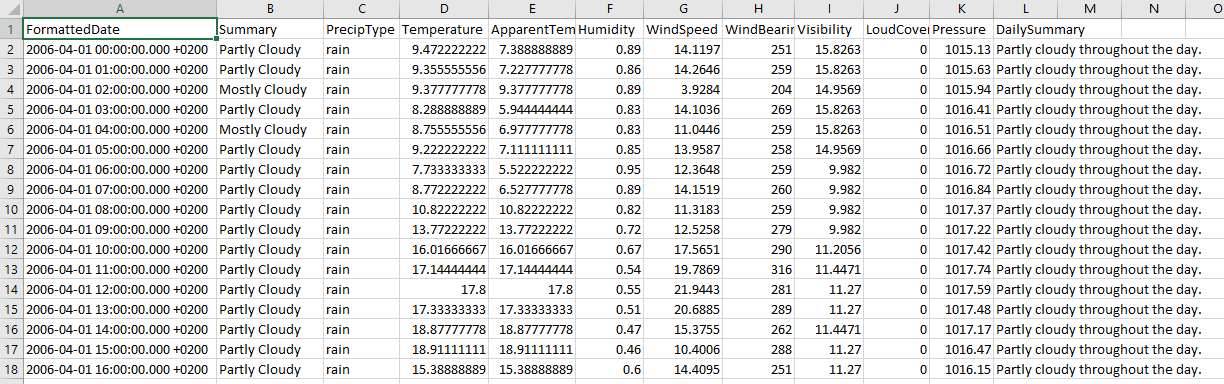 A B C D E F G H I J K L M N O
1 FormattedDate Summary PrecipType Temperature ApparentTem Humidity WindSpeed WindBearin Visibility LoudCover Pressure DailySummary
2 2006-04-01 00:00:00.000 +0200 Partly Cloudy rain 9.472222222 7.388888889 0.89 14.1197 251 15.8263 0 1015.13 Partly cloudy throughout the day.
3 2006-04-01 01:00:00.000 +0200 Partly Cloudy rain 9.355555556 7.227777778 0.86 14.2646 259 15.8263 0 1015.63 Partly cloudy throughout the day.
4 2006-04-01 02:00:00.000 +0200 Mostly Cloudy rain 9.377777778 9.377777778 0.89 3.9284 204 14.9569 0 1015.94 Partly cloudy throughout the day.
5 2006-04-01 03:00:00.000 +0200 Partly Cloudy rain 8.288888889 5.944444444 0.83 14.1036 269 15.8263 0 1016.41 Partly cloudy throughout the day.
6 2006-04-01 04:00:00.000 +0200 Mostly Cloudy rain 8.755555556 6.977777778 0.83 11.0446 259 15.8263 0 1016.51 Partly cloudy throughout the day.
7 2006-04-01 05:00:00.000 +0200 Partly Cloudy rain 9.222222222 7.111111111 0.85 13.9587 258 14.9569 0 1016.66 Partly cloudy throughout the day.
8 2006-04-01 06:00:00.000 +0200 Partly Cloudy rain 7.733333333 5.522222222 0.95 12.3648 259 9.982 0 1016.72 Partly cloudy throughout the day.
9 2006-04-01 07:00:00.000 +0200 Partly Cloudy rain 8.772222222 6.527777778 0.89 14.1519 260 9.982 0 1016.84 Partly cloudy throughout the day.
10 2006-04-01 08:00:00.000 +0200 Partly Cloudy rain 10.82222222 10.82222222 0.82 11.3183 259 9.982 0 1017.37 Partly cloudy throughout the day.
11 2006-04-01 09:00:00.000 +0200 Partly Cloudy rain 13.77222222 13.77222222 0.72 12.5258 279 9.982 0 1017.22 Partly cloudy throughout the day.
12 2006-04-01 10:00:00.000 +0200 Partly Cloudy rain 16.01666667 16.01666667 0.67 17.5651 290 11.2056 0 1017.42 Partly cloudy throughout the day.
13 2006-04-01 11:00:00.000 +0200 Partly Cloudy rain 17.14444444 17.14444444 0.54 19.7869 316 11.4471 0 1017.74 Partly cloudy throughout the day.
14 2006-04-01 12:00:00.000 +0200 Partly Cloudy rain 17.8 17.8 0.55 21.9443 281 11.27 0 1017.59 Partly cloudy throughout the day.
15 2006-04-01 13:00:00.000 +0200 Partly Cloudy rain 17.33333333 17.33333333 0.51 20.6885 289 11.27 0 1017.48 Partly cloudy throughout the day.
16 2006-04-01 14:00:00.000 +0200 Partly Cloudy rain 18.87777778 18.87777778 0.47 15.3755 262 11.4471 0 1017.17 Partly cloudy throughout the day.
17 2006-04-01 15:00:00.000 +0200 Partly Cloudy rain 18.91111111 18.91111111 0.46 10.4006 288 11.27 0 1016.47 Partly cloudy throughout the day.
18 2006-04-01 16:00:00.000 +0200 Partly Cloudy rain 15.38888889 15.38888889 0.6 14.4095 251 11.27 0 1016.15 Partly cloudy throughout the day.